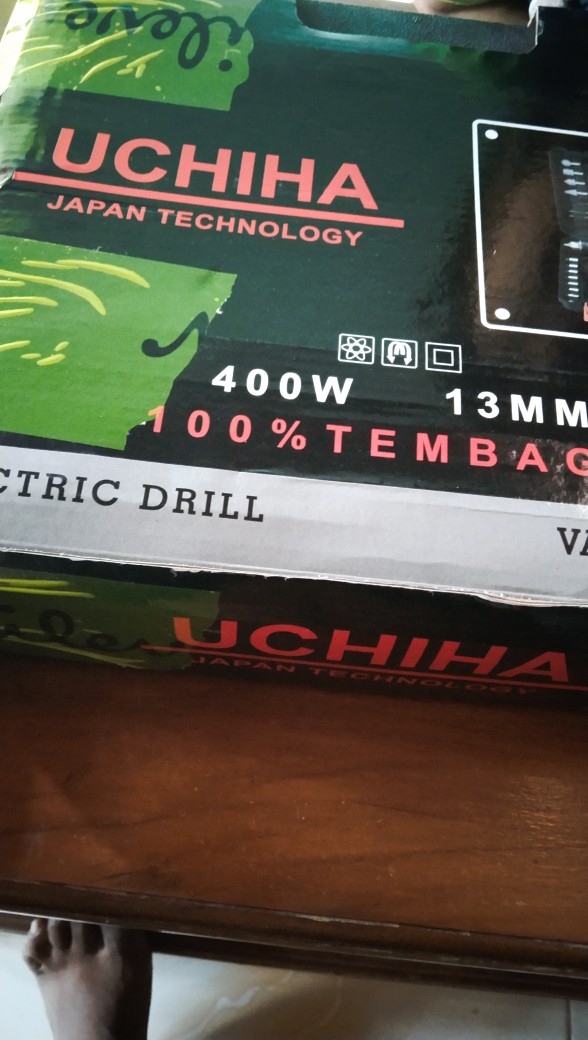 UCHIHA
JAPAN TECHNOLOGY
400W 13MM
100% TEMBAG
CTRIC DRILL
UCHIHA
JAPAN TECHNOLOGY